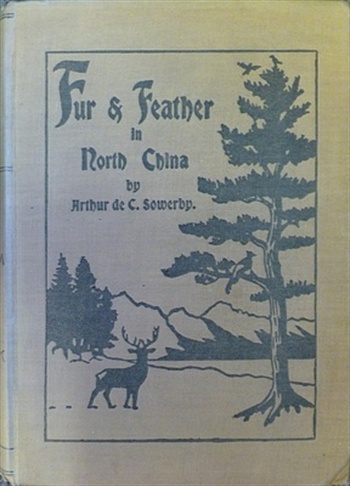 Fur & Feather
in
North China
by
Arthur de C. Sowerby.